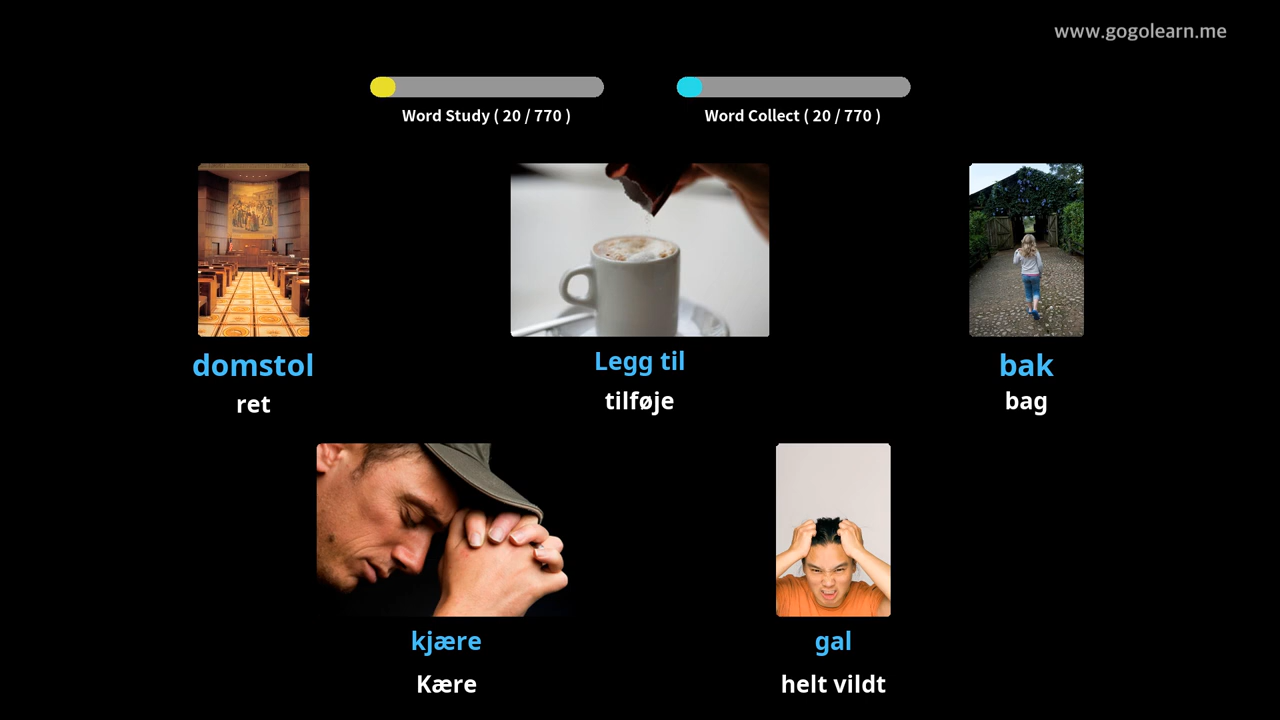 www.gogolearn.me
Word Study ( 20 / 770 )
Word Collect ( 20 / 770 )
domstol
Legg til
bak
ret
tilføje
bag
kjære
gal
Kære
helt vildt